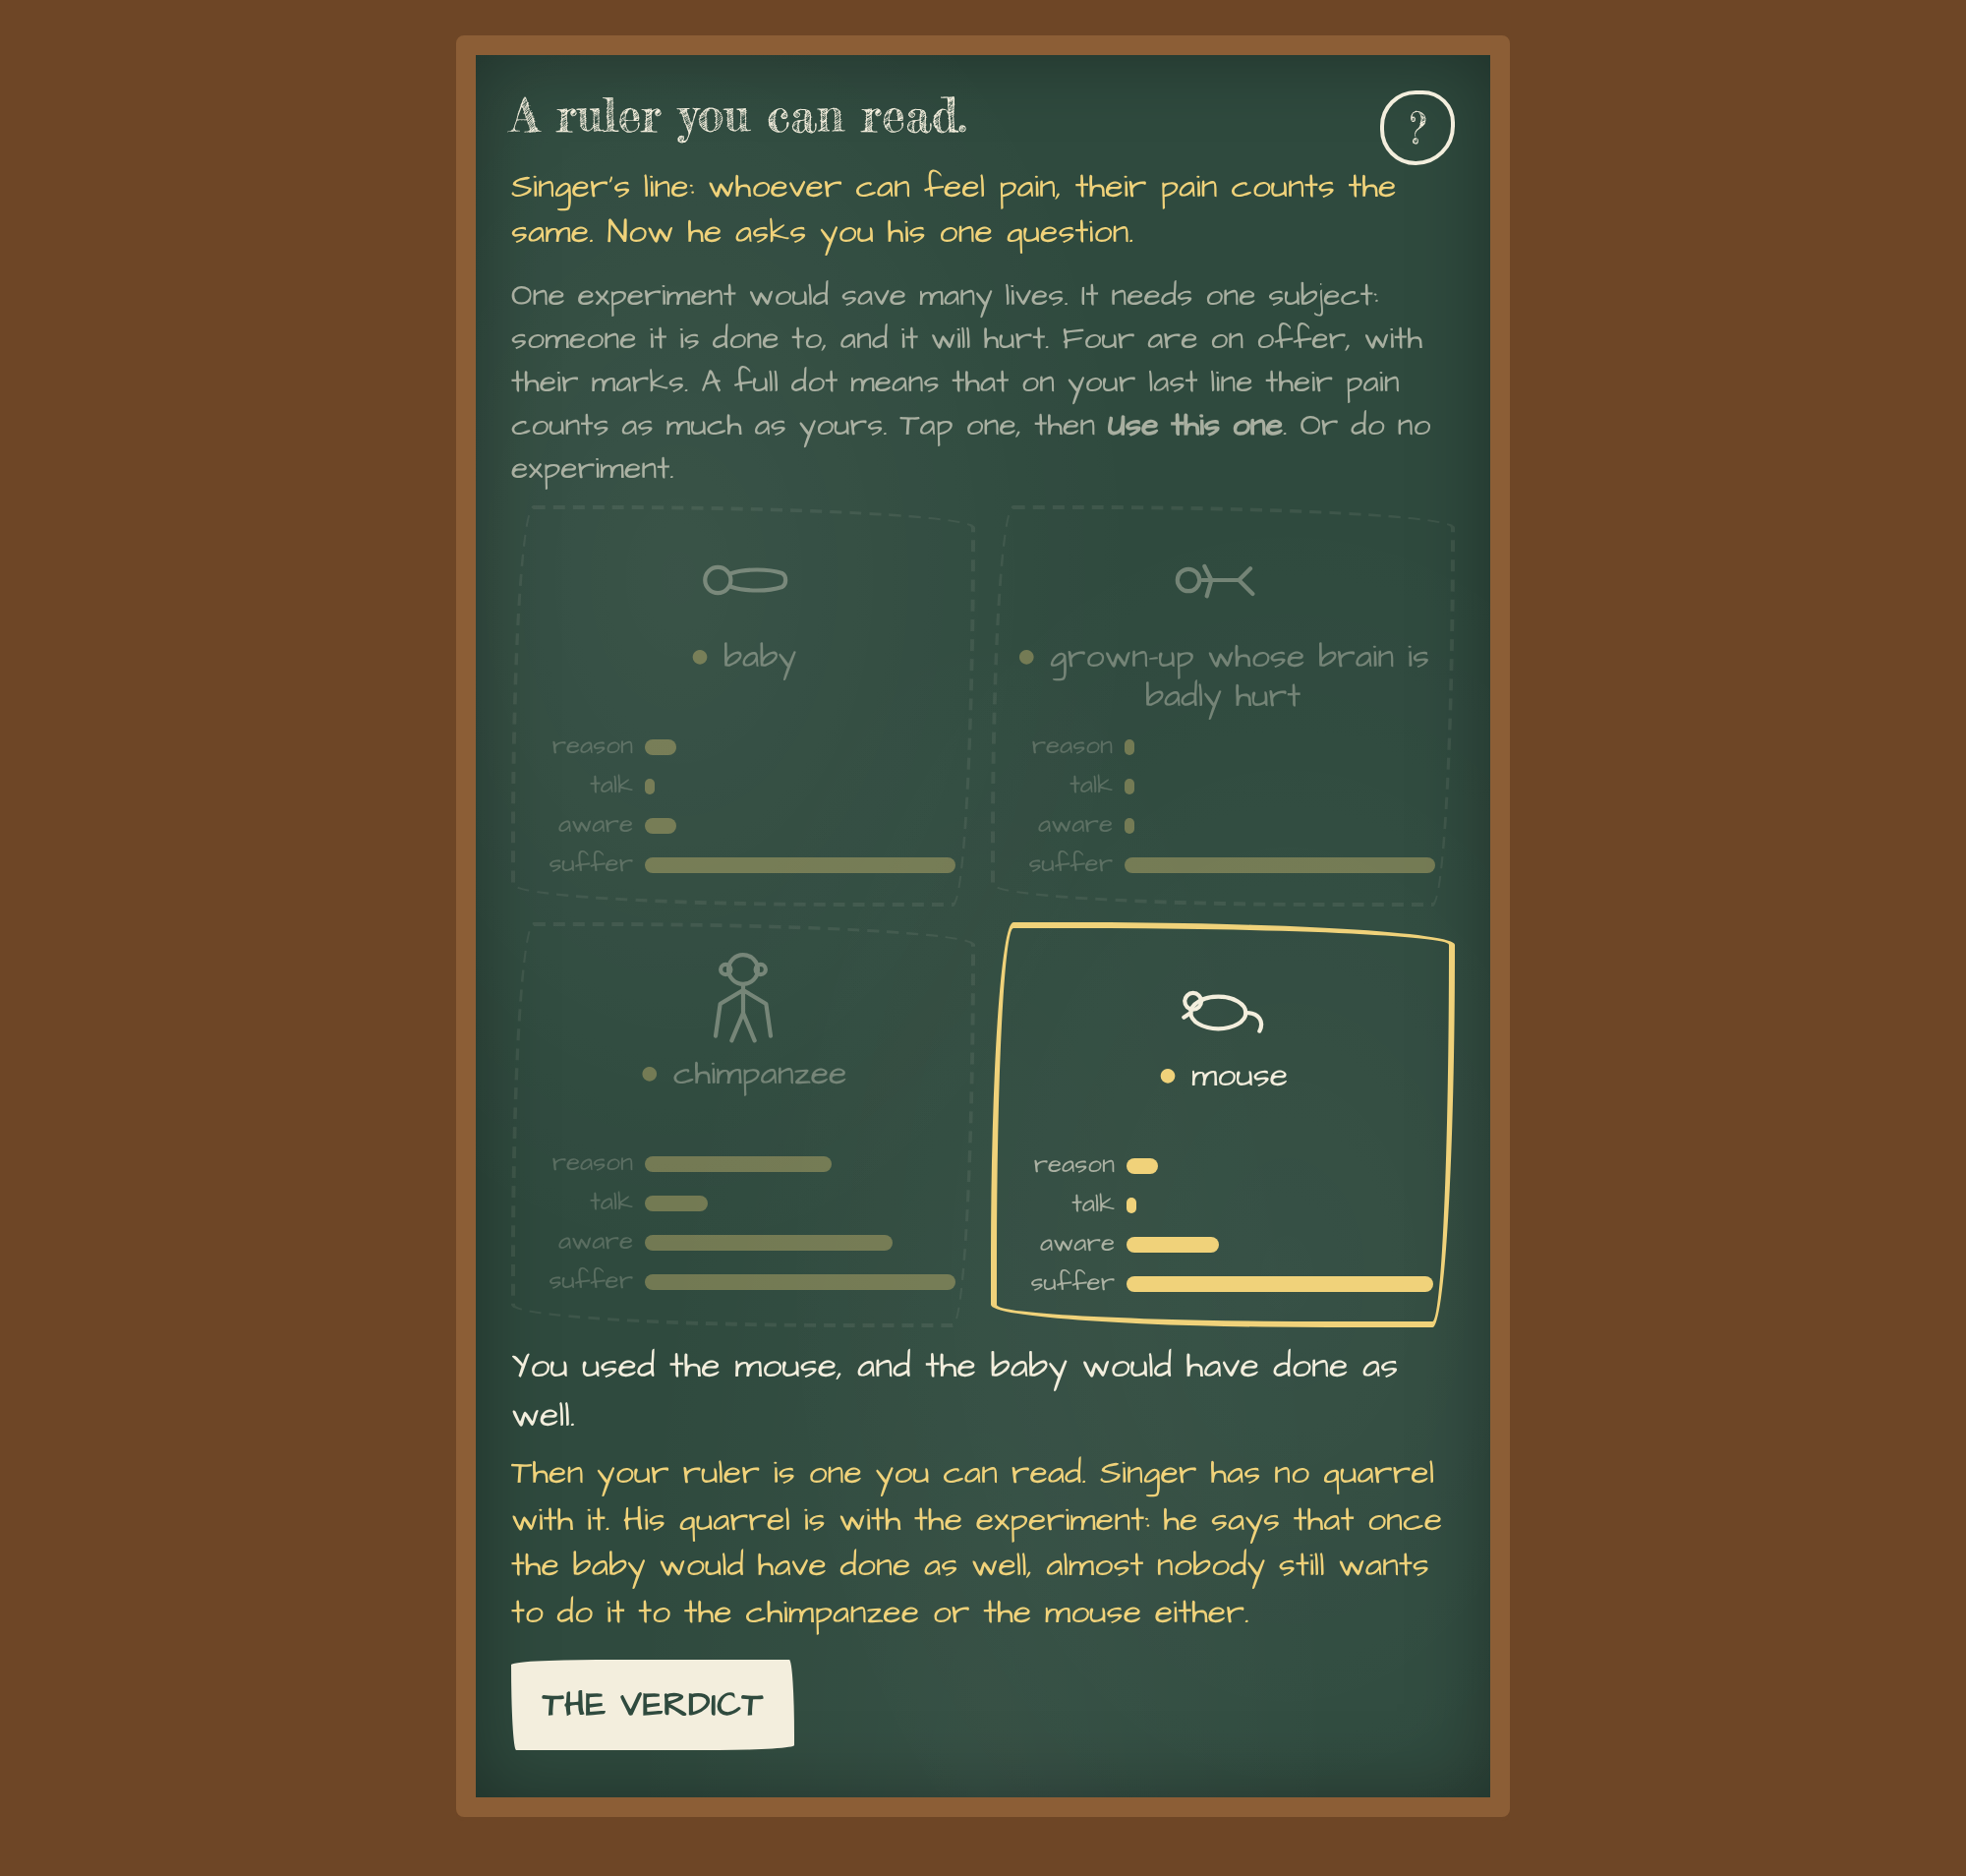 A ruler you can read.
?
Singer's line: whoever can feel pain, their pain counts the
same. Now he asks you his one question.
One experiment would save many lives. It needs one subject:
someone it is done to, and it will hurt. Four are on offer, with
their marks. A full dot means that on your last line their pain
counts as much as yours. Tap one, then Use this one. Or do no
experiment.
baby
reason
talk
aware
suffer
grown-up whose brain is
badly hurt
reason
talk
aware
suffer
chimpanzee
reason
talk
aware
suffer
mouse
reason
talk
aware
suffer
You used the mouse, and the baby would have done as
well.
Then your ruler is one you can read. Singer has no quarrel
with it. His quarrel is with the experiment: he says that once
the baby would have done as well, almost nobody still wants
to do it to the chimpanzee or the mouse either.
THE VERDICT